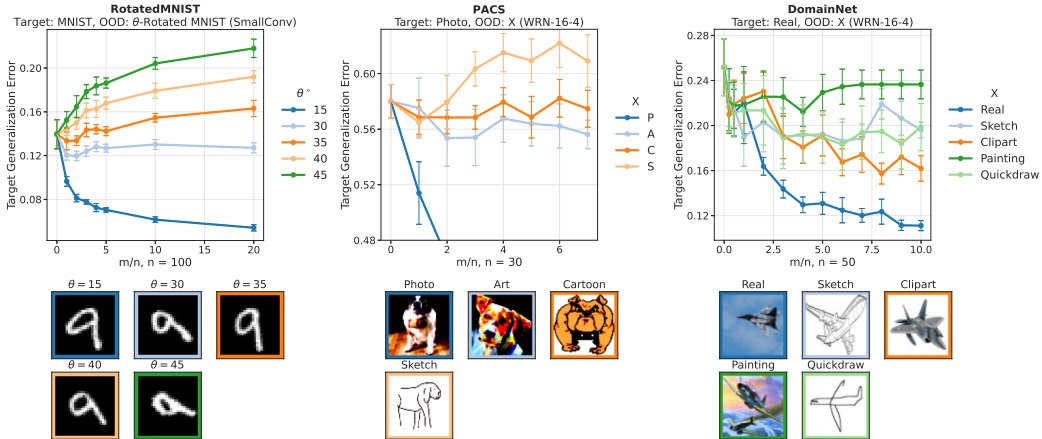 RotatedMNIST
Target: MNIST, OOD: θ-Rotated MNIST (SmallConv)
Target Generalization Error
0.20
0.16
0.12
0.08
0 5 10 15 20
m/n, n = 100
θ°
15
30
35
40
45
PACS
Target: Photo, OOD: X (WRN-16-4)
Target Generalization Error
0.60
0.56
0.52
0.48
0 2 4 6
m/n, n = 30
X
P
A
C
S
DomainNet
Target: Real, OOD: X (WRN-16-4)
Target Generalization Error
0.28
0.24
0.20
0.16
0.12
0.0 2.5 5.0 7.5 10.0
m/n, n = 50
X
Real
Sketch
Clipart
Painting
Quickdraw
θ = 15 θ = 30 θ = 35
θ = 40 θ = 45
Photo Art Cartoon
Sketch
Real Sketch Clipart
Painting Quickdraw